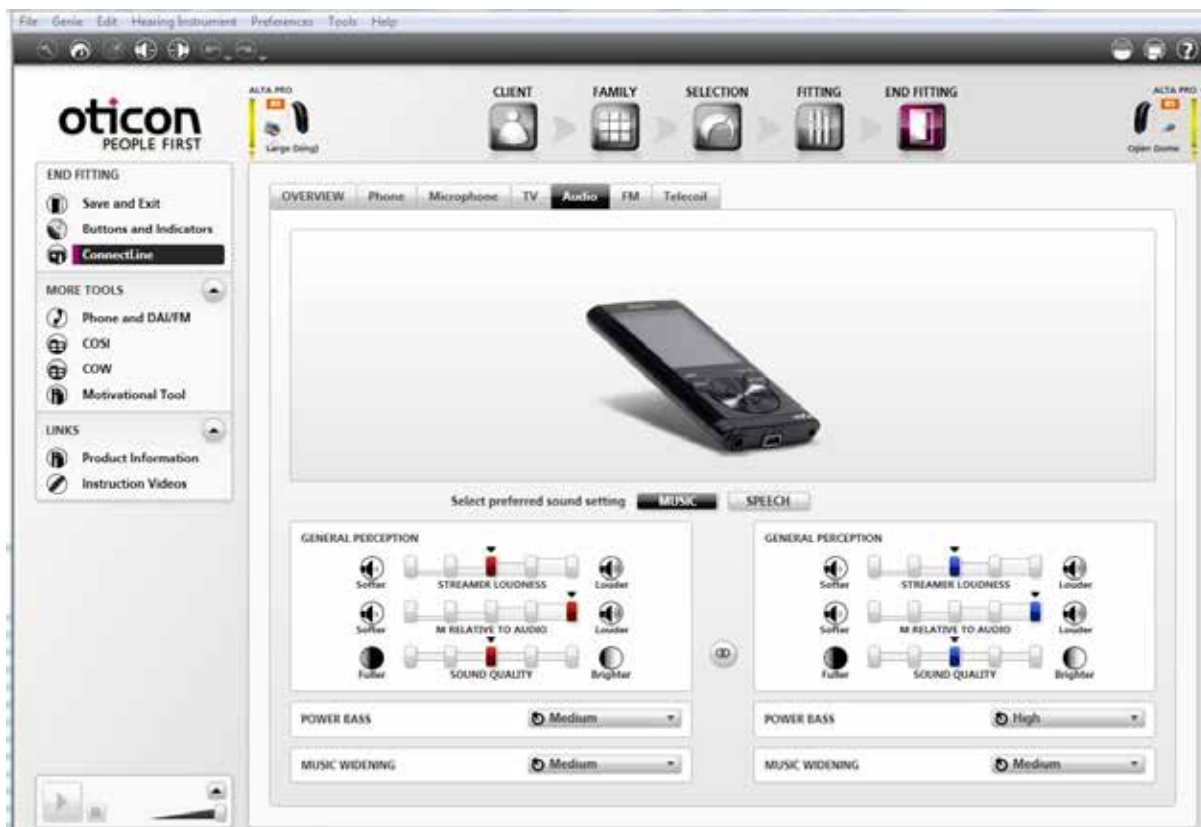 File Genie Edit Hearing Instrument Preferences Tools Help
oticon
PEOPLE FIRST
ALTA PRO
CLIENT FAMILY SELECTION FITTING END FITTING
ALTA PRO
Open Dome
END FITTING
Save and Exit
Buttons and Indicators
ConnectLine
MORE TOOLS
Phone and DAI/FM
COSI
COW
Motivational Tool
LINKS
Product Information
Instruction Videos
OVERVIEW Phone Microphone TV Audio FM Telecoil
Select preferred sound setting MUSIC SPEECH
GENERAL PERCEPTION
Softer STREAMER LOUDNESS Louder
Softer M RELATIVE TO AUDIO Louder
Fuller SOUND QUALITY Brighter
POWER BASS Medium
MUSIC WIDENING Medium
GENERAL PERCEPTION
Softer STREAMER LOUDNESS Louder
Softer M RELATIVE TO AUDIO Louder
Fuller SOUND QUALITY Brighter
POWER BASS High
MUSIC WIDENING Medium